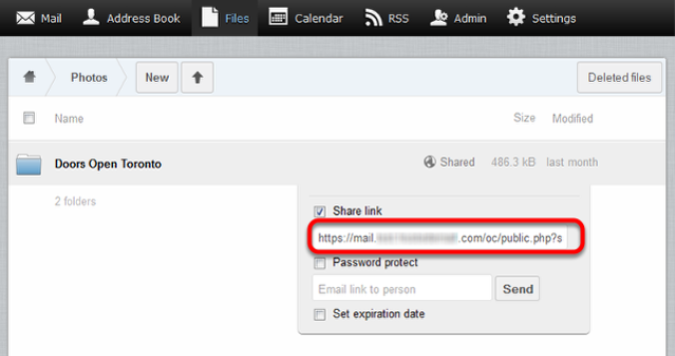 Mail Address Book Files Calendar RSS Admin Settings
Photos New Deleted files
Name Size Modified
Doors Open Toronto Shared 486.3 kB last month
2 folders
Share link
https://mail. .com/oc/public.php?s
Password protect
Email link to person Send
Set expiration date